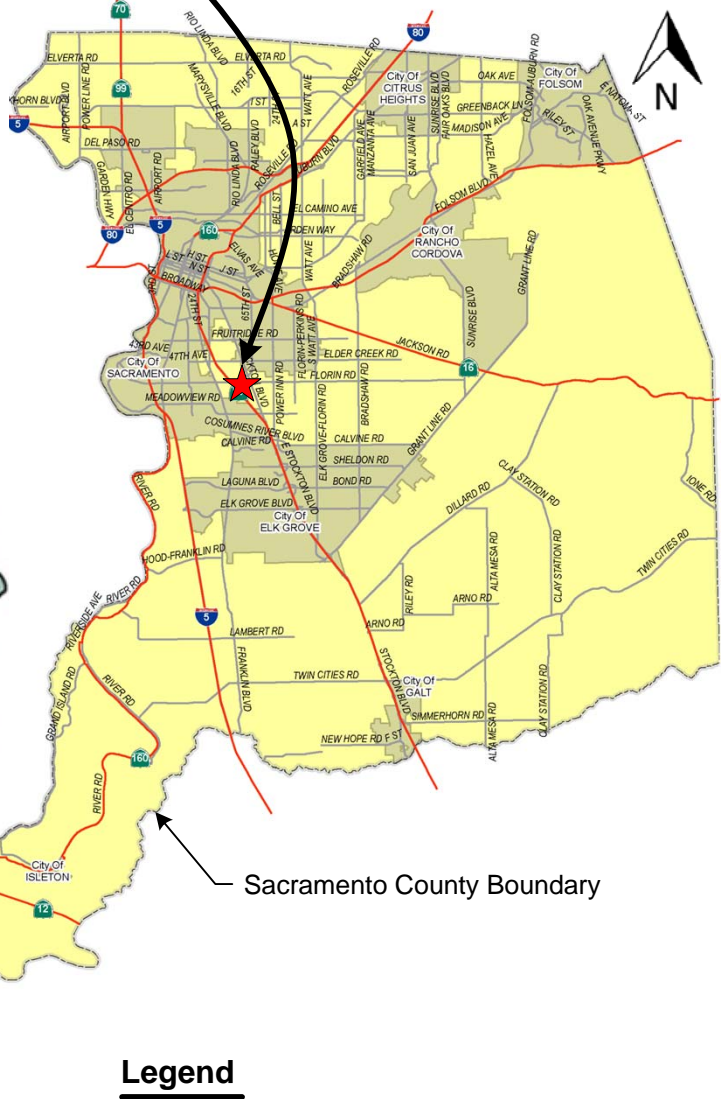 70
RIO LINDA BLVD
80
ELVERTA RD
ELVERTA RD
ROSEVILLE RD
N
MARYSVILLE BLVD
16TH ST
24TH ST
WATT AVE
City Of
CITRUS
HEIGHTS
SUNRISE BLVD
FAIR OAKS BLVD
OAK AVE
FOLSOM-AUBURN RD
City Of
FOLSOM
E NATOMA ST
99
AIRPORT BLVD
POWER LINE RD
I ST
A ST
GREENBACK LN
MADISON AVE
RILEY ST
OAK AVENUE PKWY
5
DEL PASO RD
RIO LINDA BLVD
RALEY BLVD
ROSEVILLE RD
AUBURN BLVD
GARFIELD AVE
MANZANITA AVE
SAN JUAN AVE
HAZEL AVE
GARDEN HWY
EL CENTRO RD
AIRPORT RD
BELL ST
EL CAMINO AVE
FOLSOM BLVD
80
5
160
ARDEN WAY
City Of
RANCHO
CORDOVA
L ST
H ST
N ST
J ST
ELVAS AVE
WATT AVE
BRADSHAW RD
GRANT LINE RD
3RD ST
BROADWAY
24TH ST
65TH ST
FLORIN-PERKINS RD
S WATT AVE
SUNRISE BLVD
FRUITRIDGE RD
43RD AVE
47TH AVE
ELDER CREEK RD
JACKSON RD
16
City Of
SACRAMENTO
FLORIN RD
POWER INN RD
ELK GROVE-FLORIN RD
BRADSHAW RD
MEADOWVIEW RD
COSUMNES RIVER BLVD
CALVINE RD
CALVINE RD
GRANT LINE RD
E STOCKTON BLVD
SHELDON RD
LAGUNA BLVD
BOND RD
CLAY STATION RD
DILLARD RD
IONE RD
RIVER RD
ELK GROVE BLVD
City Of
ELK GROVE
HOOD-FRANKLIN RD
ALTA MESA RD
CLAY STATION RD
TWIN CITIES RD
RIVERSIDE AVE
RIVER RD
RILEY RD
ARNO RD
5
ARNO RD
LAMBERT RD
GRAND ISLAND RD
RIVER RD
FRANKLIN BLVD
TWIN CITIES RD
STOCKTON BLVD
City Of
GALT
SIMMERHORN RD
ALTA MESA RD
CLAY STATION RD
NEW HOPE RD
F ST
160
RIVER RD
City Of
ISLETON
Sacramento County Boundary
12
Legend